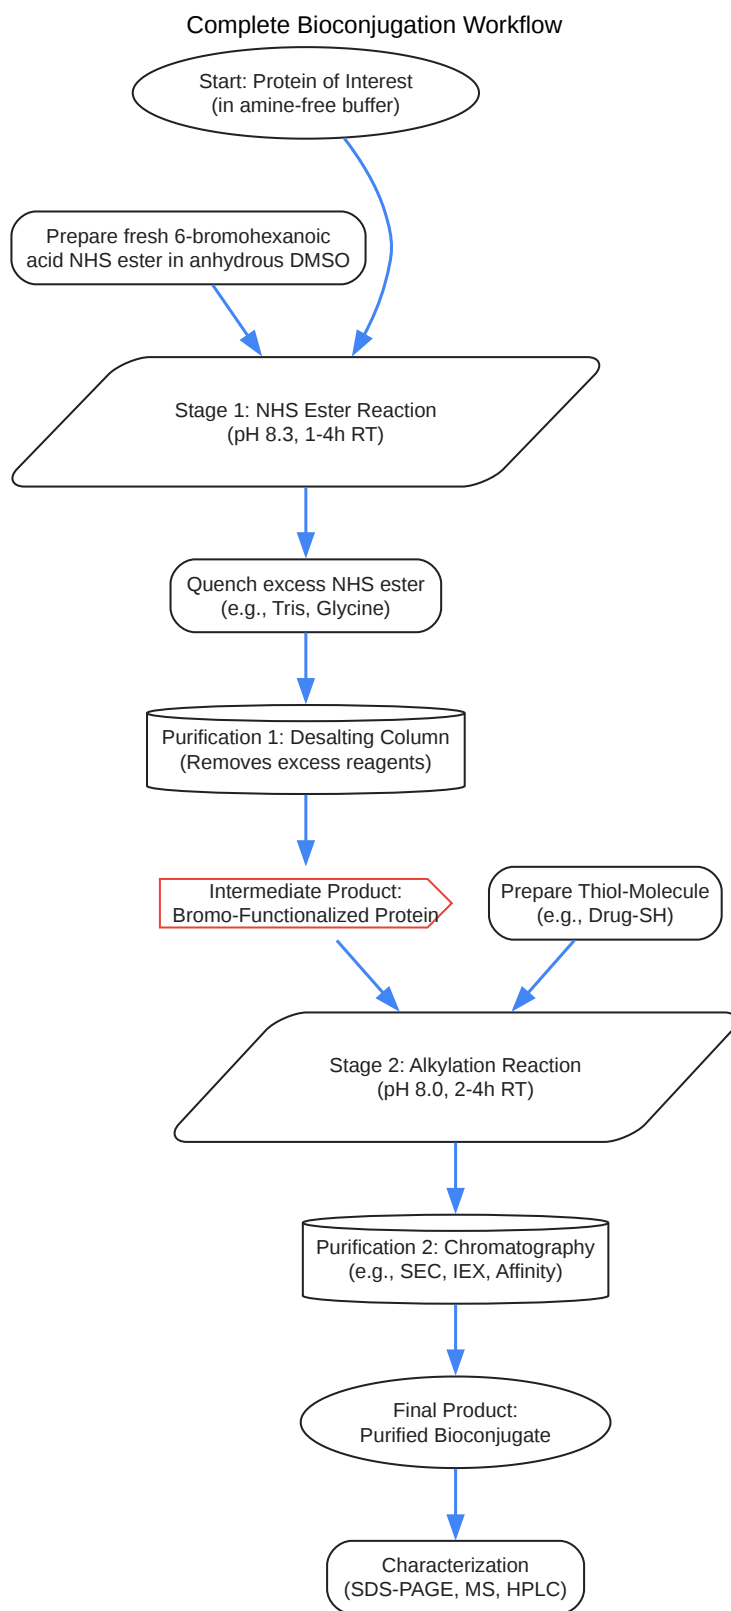 Complete Bioconjugation Workflow
Start: Protein of Interest
(in amine-free buffer)
Prepare fresh 6-bromohexanoic
acid NHS ester in anhydrous DMSO
Stage 1: NHS Ester Reaction
(pH 8.3, 1-4h RT)
Quench excess NHS ester
(e.g., Tris, Glycine)
Purification 1: Desalting Column
(Removes excess reagents)
Intermediate Product:
Bromo-Functionalized Protein
Prepare Thiol-Molecule
(e.g., Drug-SH)
Stage 2: Alkylation Reaction
(pH 8.0, 2-4h RT)
Purification 2: Chromatography
(e.g., SEC, IEX, Affinity)
Final Product:
Purified Bioconjugate
Characterization
(SDS-PAGE, MS, HPLC)